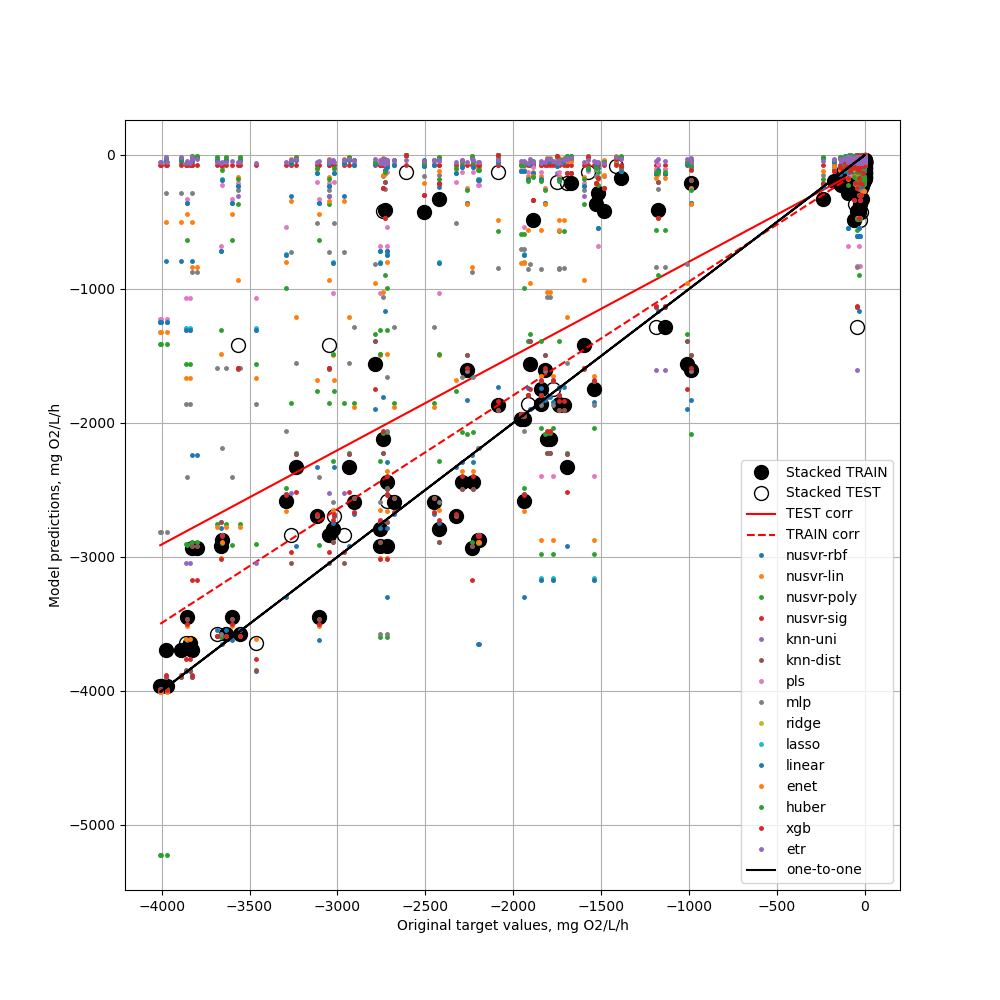 0
−1000
−2000
−3000
−4000
−5000
Model predictions, mg O2/L/h
−4000 −3500 −3000 −2500 −2000 −1500 −1000 −500 0
Original target values, mg O2/L/h
Stacked TRAIN
Stacked TEST
TEST corr
TRAIN corr
nusvr-rbf
nusvr-lin
nusvr-poly
nusvr-sig
knn-uni
knn-dist
pls
mlp
ridge
lasso
linear
enet
huber
xgb
etr
one-to-one